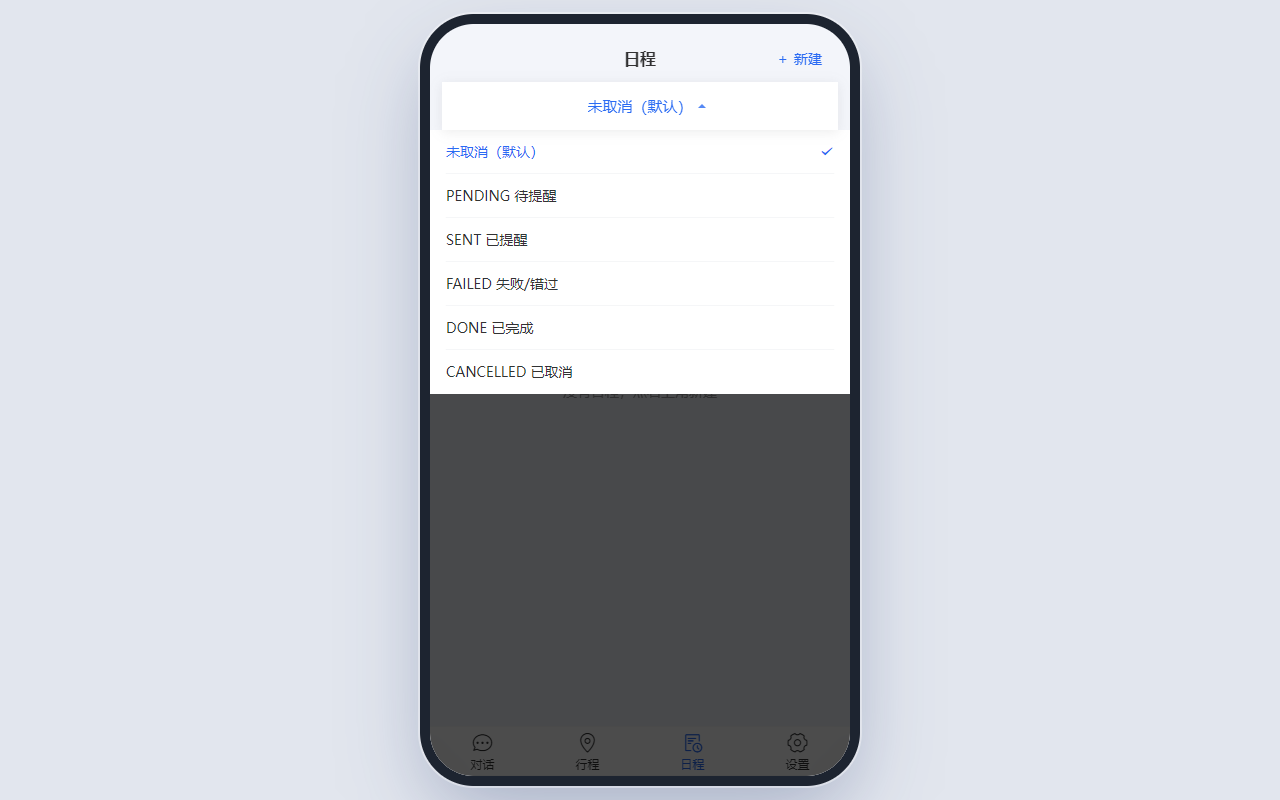 日程
+ 新建
未取消（默认）
未取消（默认）
PENDING 待提醒
SENT 已提醒
FAILED 失败/错过
DONE 已完成
CANCELLED 已取消
对话
行程
日程
设置